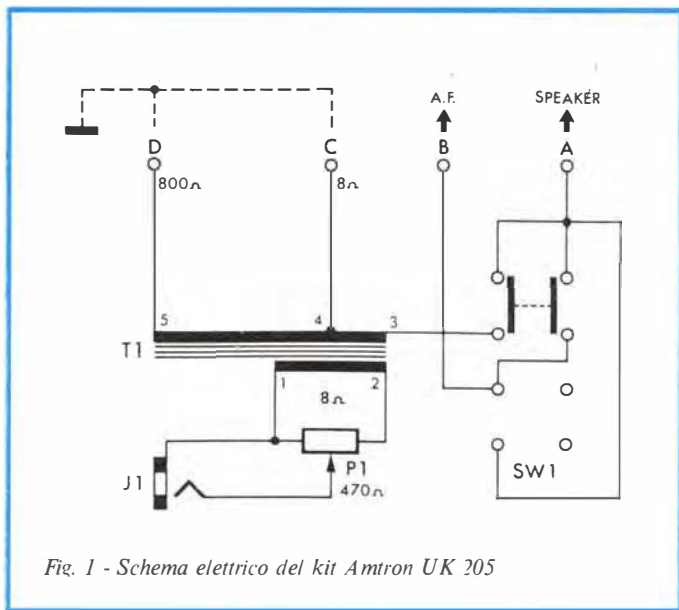 A.F.
SPEAKER
D
C
B
A
800Ω
8Ω
5
4
3
T1
1
2
8Ω
J1
P1
470Ω
SW1
Fig. 1 - Schema elettrico del kit Amtron UK 205